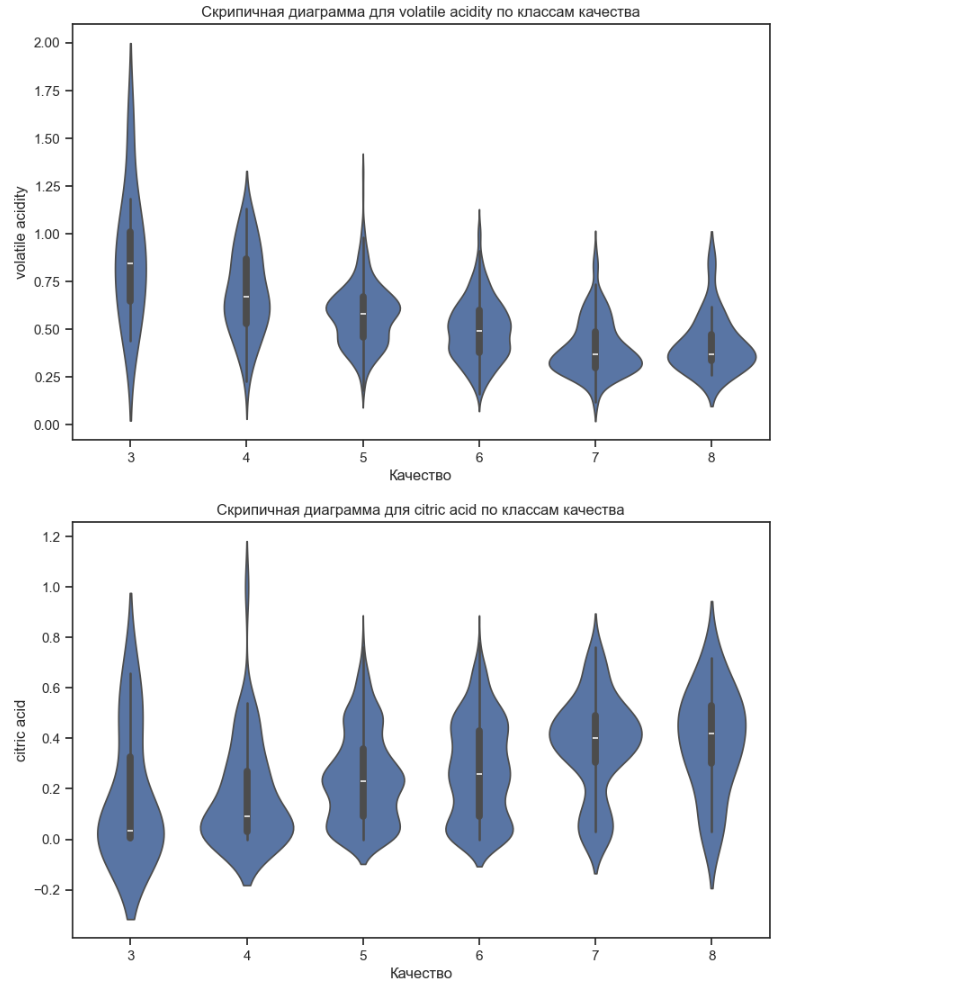 Скрипичная диаграмма для volatile acidity по классам качества
2.00
1.75
1.50
1.25
1.00
0.75
0.50
0.25
0.00
volatile acidity
3 4 5 6 7 8
Качество
Скрипичная диаграмма для citric acid по классам качества
1.2
1.0
0.8
0.6
0.4
0.2
0.0
−0.2
citric acid
3 4 5 6 7 8
Качество